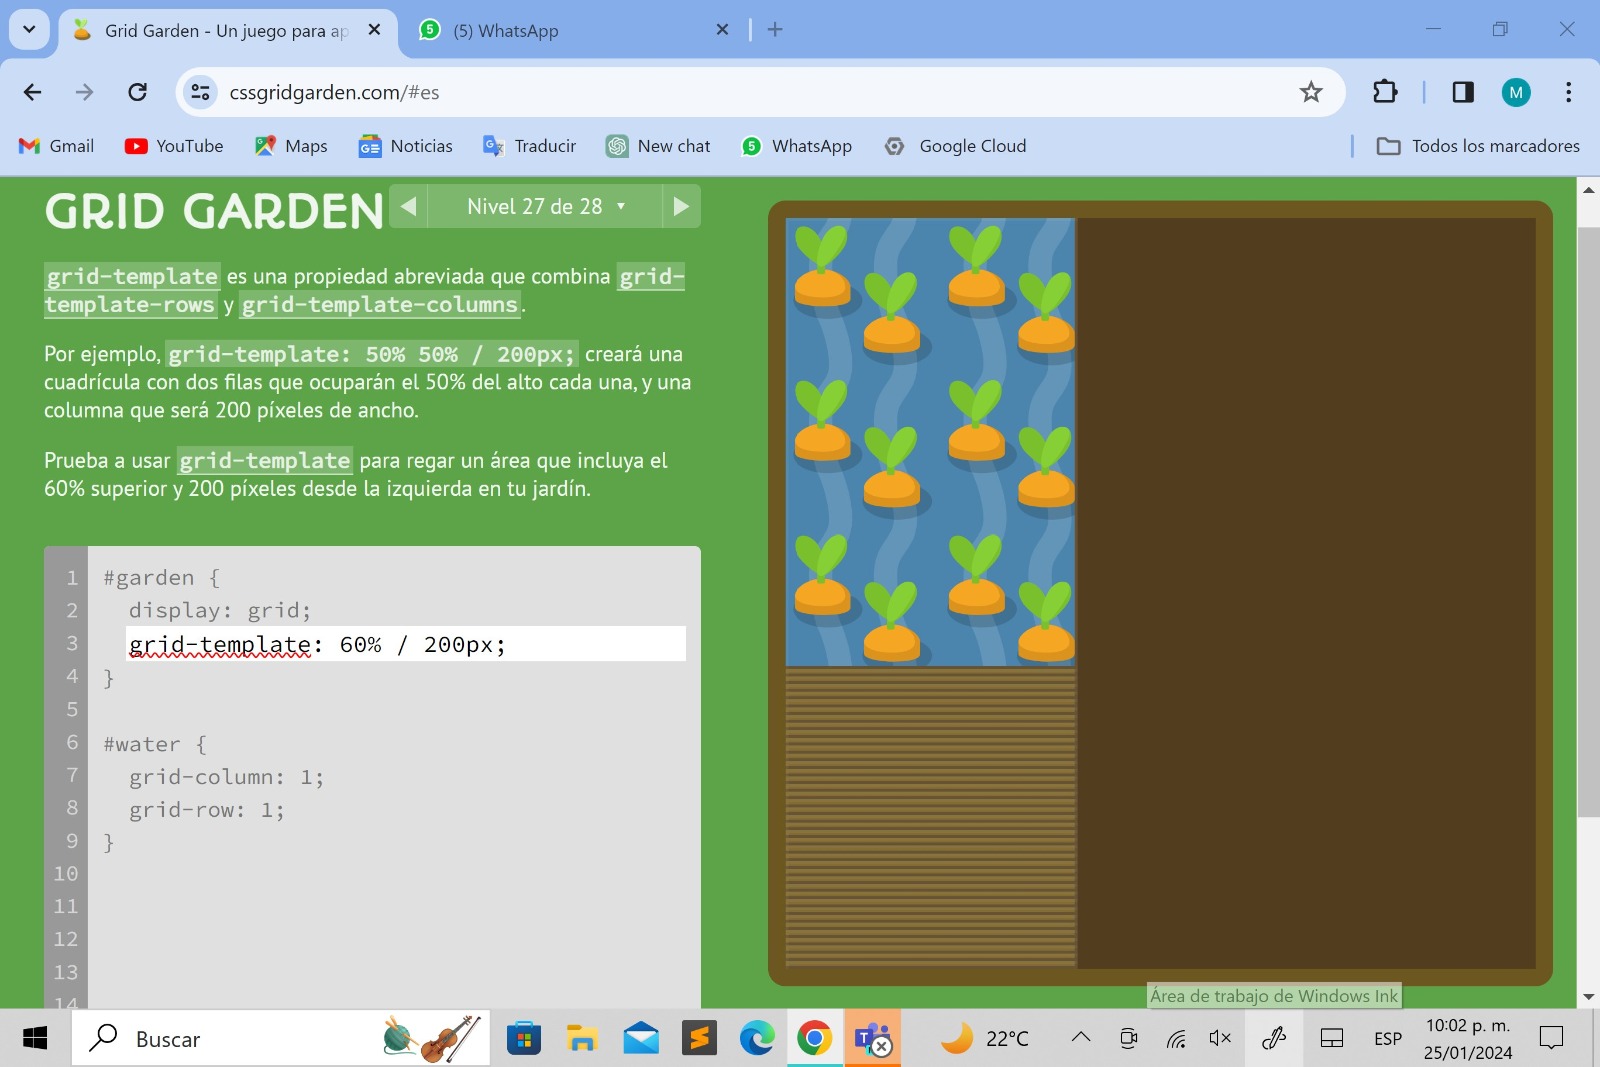 Grid Garden - Un juego para ap
(5) WhatsApp
cssgridgarden.com/#es
M
Gmail
YouTube
Maps
Noticias
Traducir
New chat
WhatsApp
Google Cloud
Todos los marcadores
GRID GARDEN
Nivel 27 de 28
grid-template es una propiedad abreviada que combina grid-
template-rows y grid-template-columns.
Por ejemplo, grid-template: 50% 50% / 200px; creará una
cuadrícula con dos filas que ocuparán el 50% del alto cada una, y una
columna que será 200 píxeles de ancho.
Prueba a usar grid-template para regar un área que incluya el
60% superior y 200 píxeles desde la izquierda en tu jardín.
1 #garden {
2 display: grid;
3 grid-template: 60% / 200px;
4 }
5
6 #water {
7 grid-column: 1;
8 grid-row: 1;
9 }
10
11
12
13
14
Área de trabajo de Windows Ink
Buscar
22°C
ESP
10:02 p. m.
25/01/2024